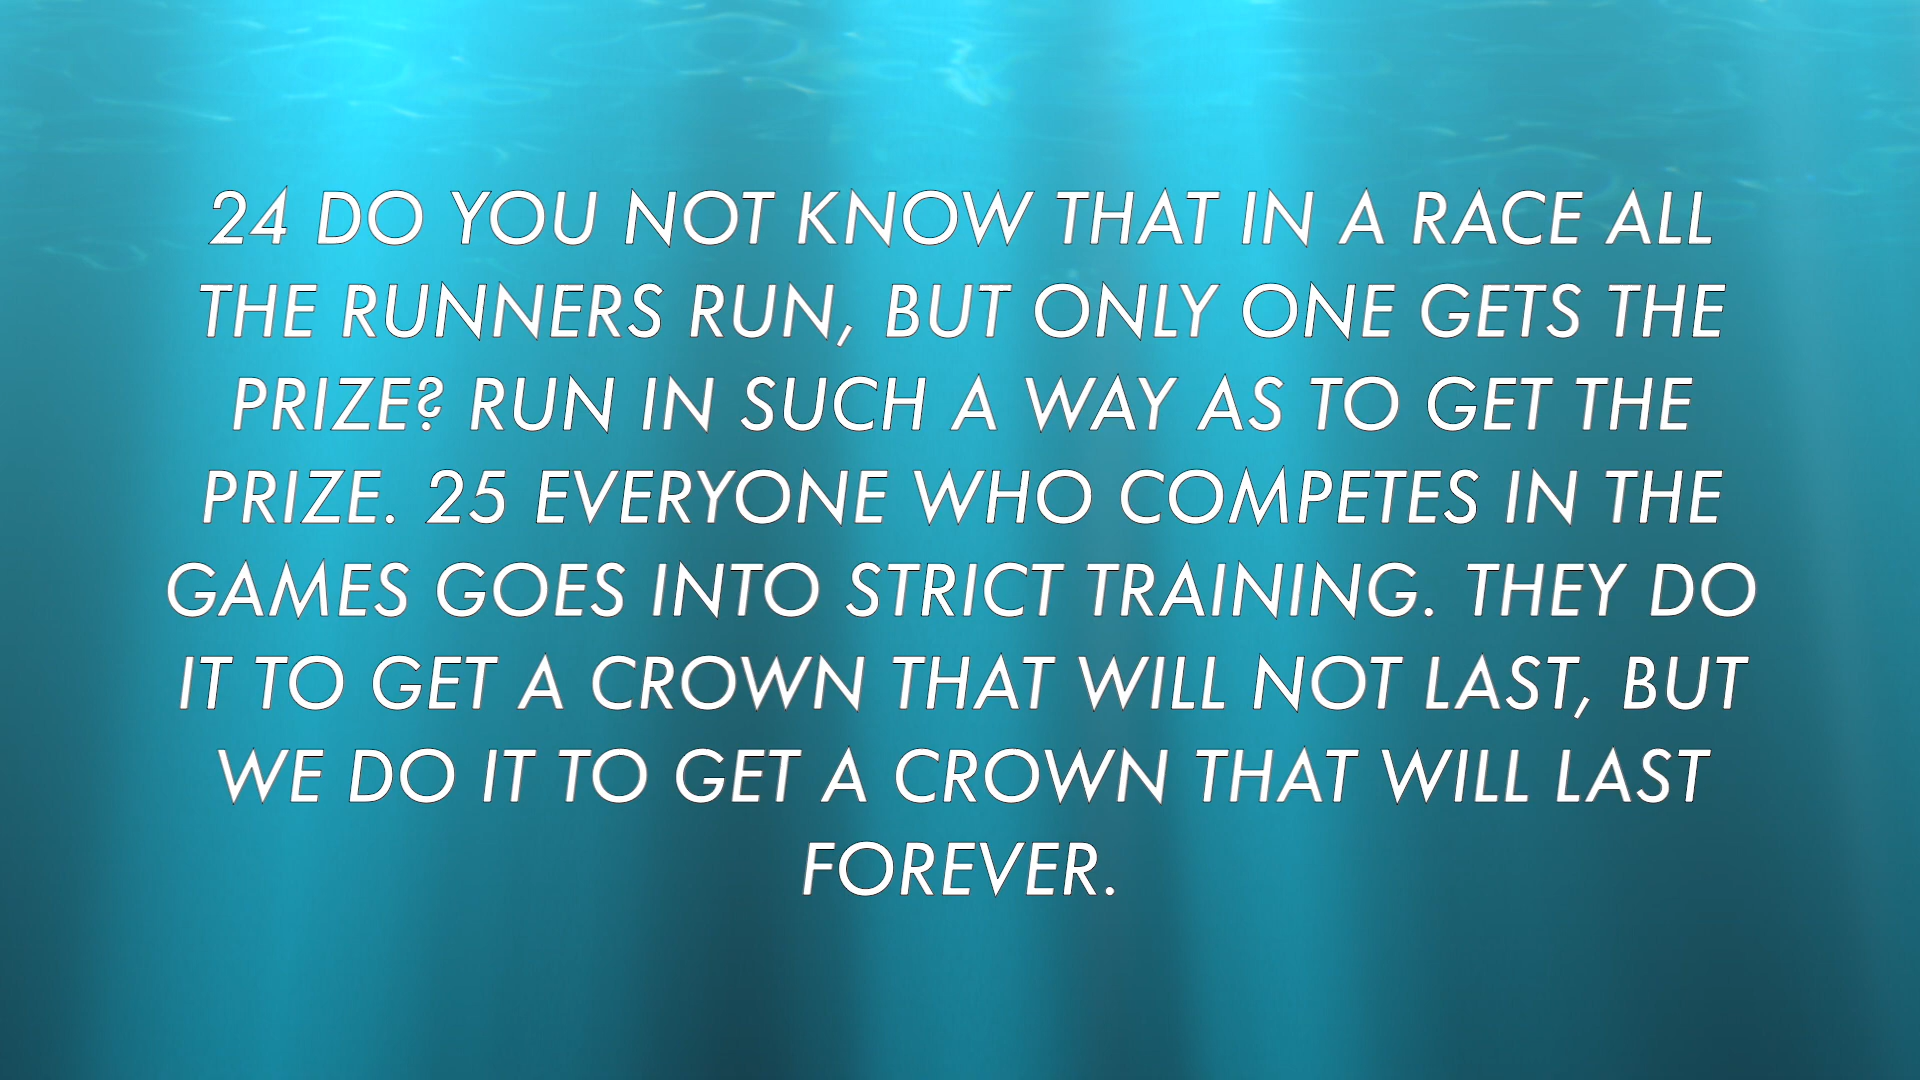 24 DO YOU NOT KNOW THAT IN A RACE ALL
THE RUNNERS RUN, BUT ONLY ONE GETS THE
PRIZE? RUN IN SUCH A WAY AS TO GET THE
PRIZE. 25 EVERYONE WHO COMPETES IN THE
GAMES GOES INTO STRICT TRAINING. THEY DO
IT TO GET A CROWN THAT WILL NOT LAST, BUT
WE DO IT TO GET A CROWN THAT WILL LAST
FOREVER.